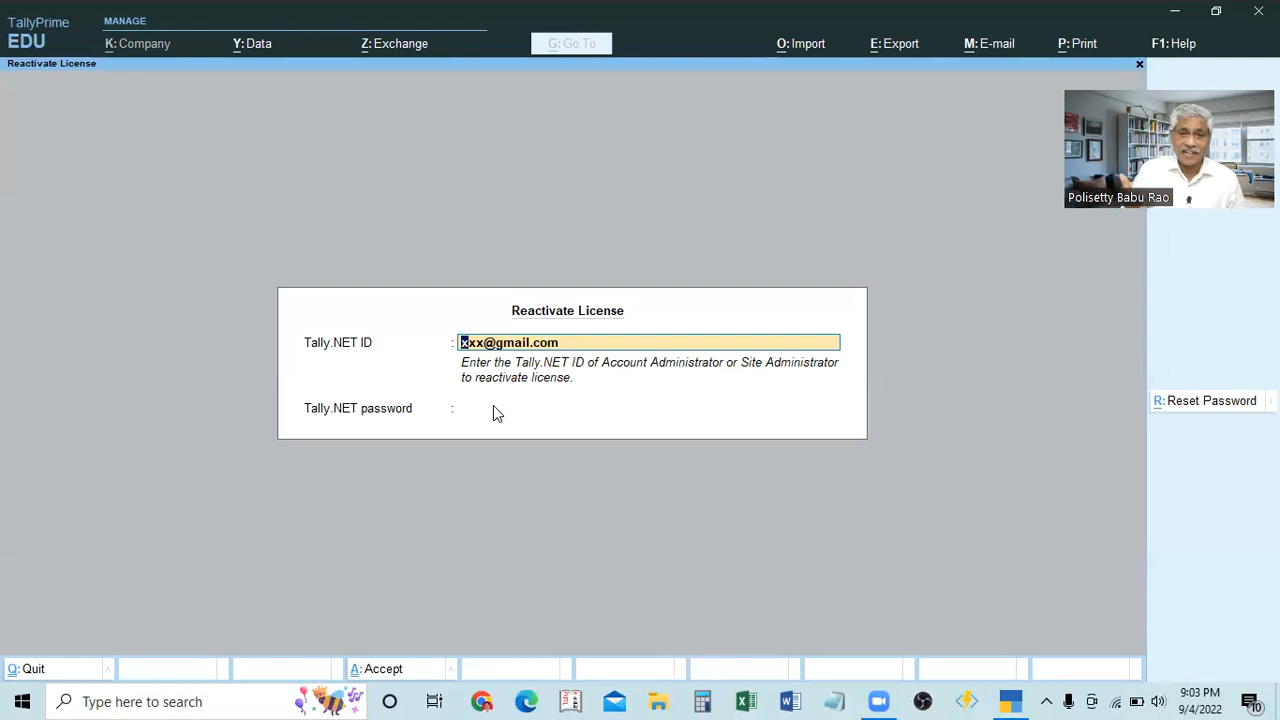 TallyPrime
EDU
MANAGE
K: Company
Y: Data
Z: Exchange
G: Go To
O: Import
E: Export
M: E-mail
P: Print
F1: Help
Reactivate License
Polisetty Babu Rao
Reactivate License
Tally.NET ID : xxx@gmail.com
Enter the Tally.NET ID of Account Administrator or Site Administrator
to reactivate license.
Tally.NET password :
R: Reset Password
Q: Quit
A: Accept
Type here to search
9:03 PM
9/4/2022
10